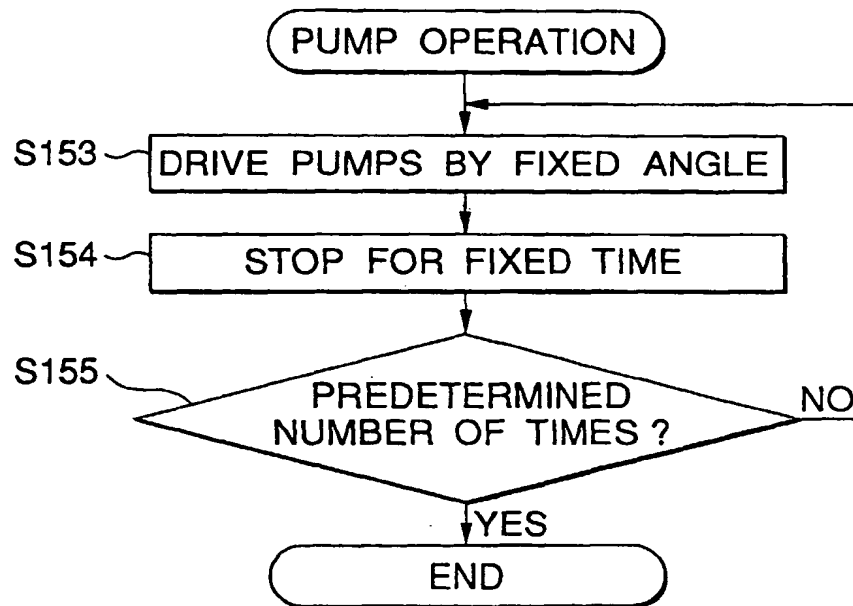 PUMP OPERATION
S153
DRIVE PUMPS BY FIXED ANGLE
S154
STOP FOR FIXED TIME
S155
PREDETERMINED
NUMBER OF TIMES ?
NO
YES
END